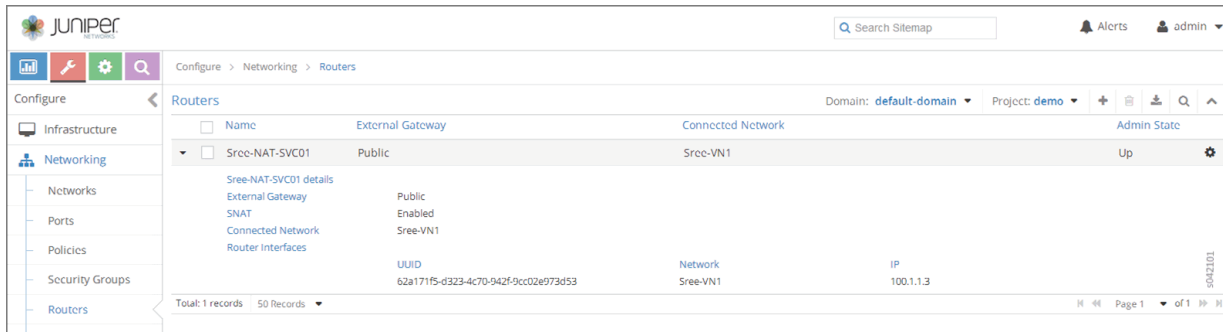 JUNIPER
NETWORKS
Search Sitemap
Alerts
admin
Configure > Networking > Routers
Configure
Routers
Domain: default-domain
Project: demo
Infrastructure
Name External Gateway Connected Network Admin State
Networking
Sree-NAT-SVC01 Public Sree-VN1 Up
Sree-NAT-SVC01 details
Networks
External Gateway Public
SNAT Enabled
Ports
Connected Network Sree-VN1
Policies
Router Interfaces
UUID Network IP
Security Groups
62a171f5-d323-4c70-942f-9cc02e973d53 Sree-VN1 100.1.1.3
s042101
Routers
Total: 1 records 50 Records
Page 1 of 1